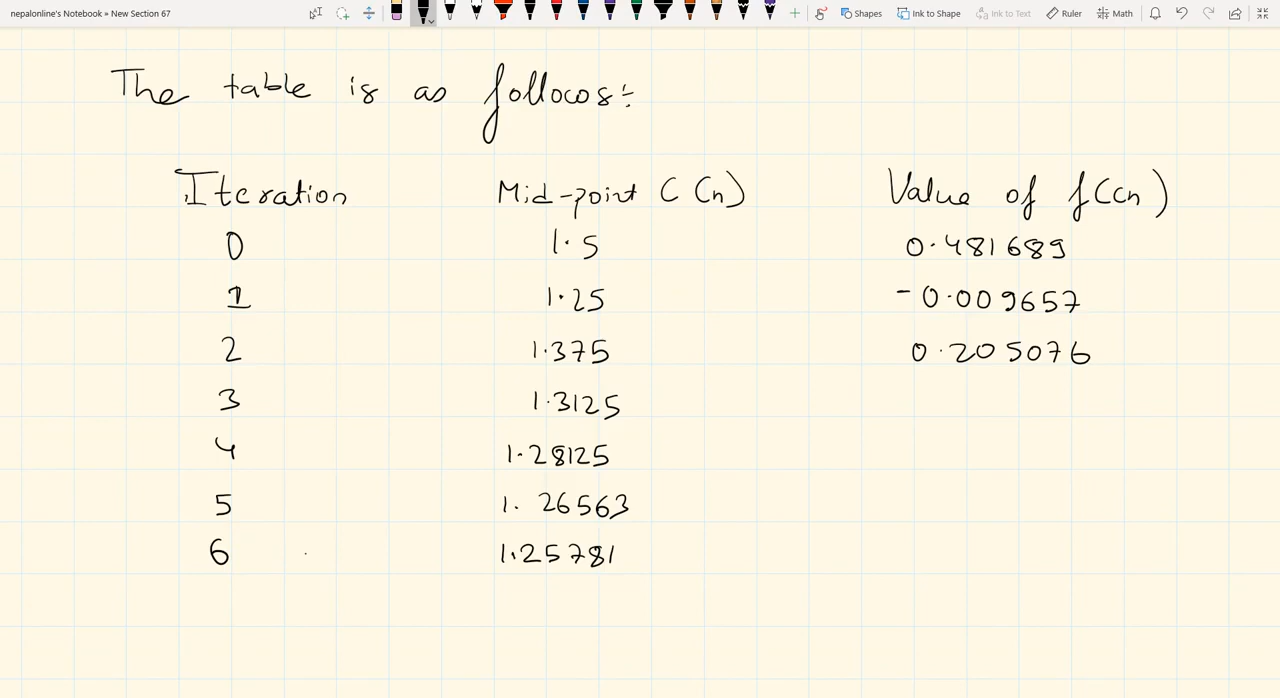 nepalonline's Notebook » New Section 67
Shapes Ink to Shape Ink to Text Ruler Math
The table is as follows:
Iteration Mid-point C (n) Value of f(cn)
0 1.5 0.481689
1 1.25 -0.009657
2 1.375 0.205076
3 1.3125
4 1.28125
5 1.26563
6 1.25781